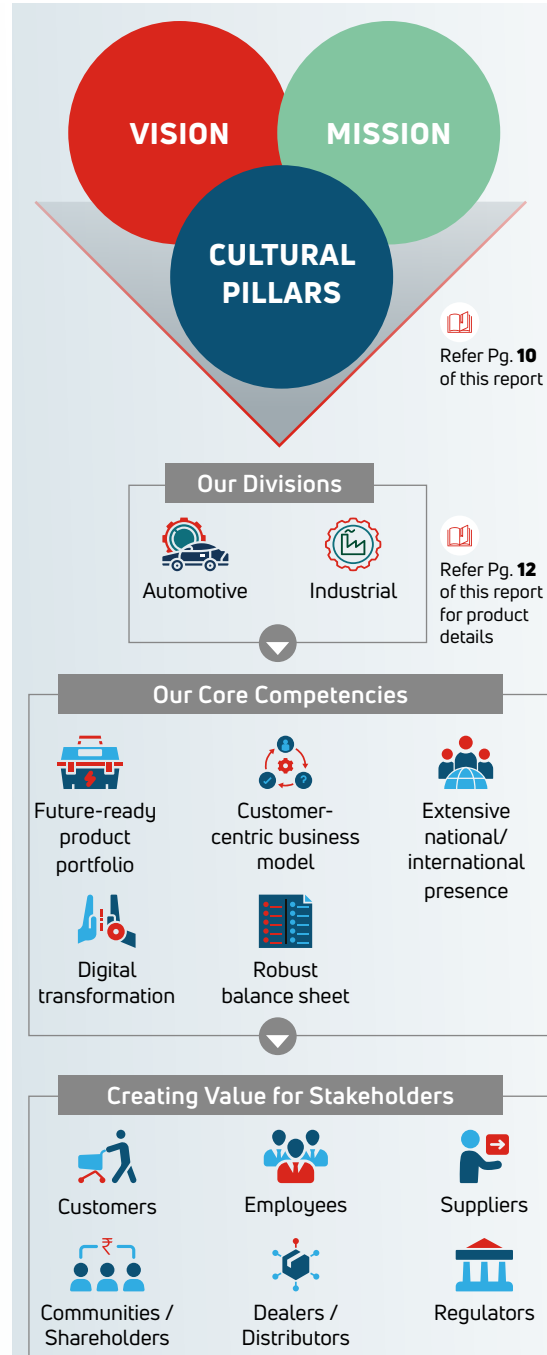 VISION
MISSION
CULTURAL
PILLARS
Refer Pg. 10
of this report
Our Divisions
Automotive
Industrial
Refer Pg. 12
of this report
for product
details
Our Core Competencies
Future-ready
product
portfolio
Customer-
centric business
model
Extensive
national/
international
presence
Digital
transformation
Robust
balance sheet
Creating Value for Stakeholders
Customers
Employees
Suppliers
₹
Communities /
Shareholders
Dealers /
Distributors
Regulators